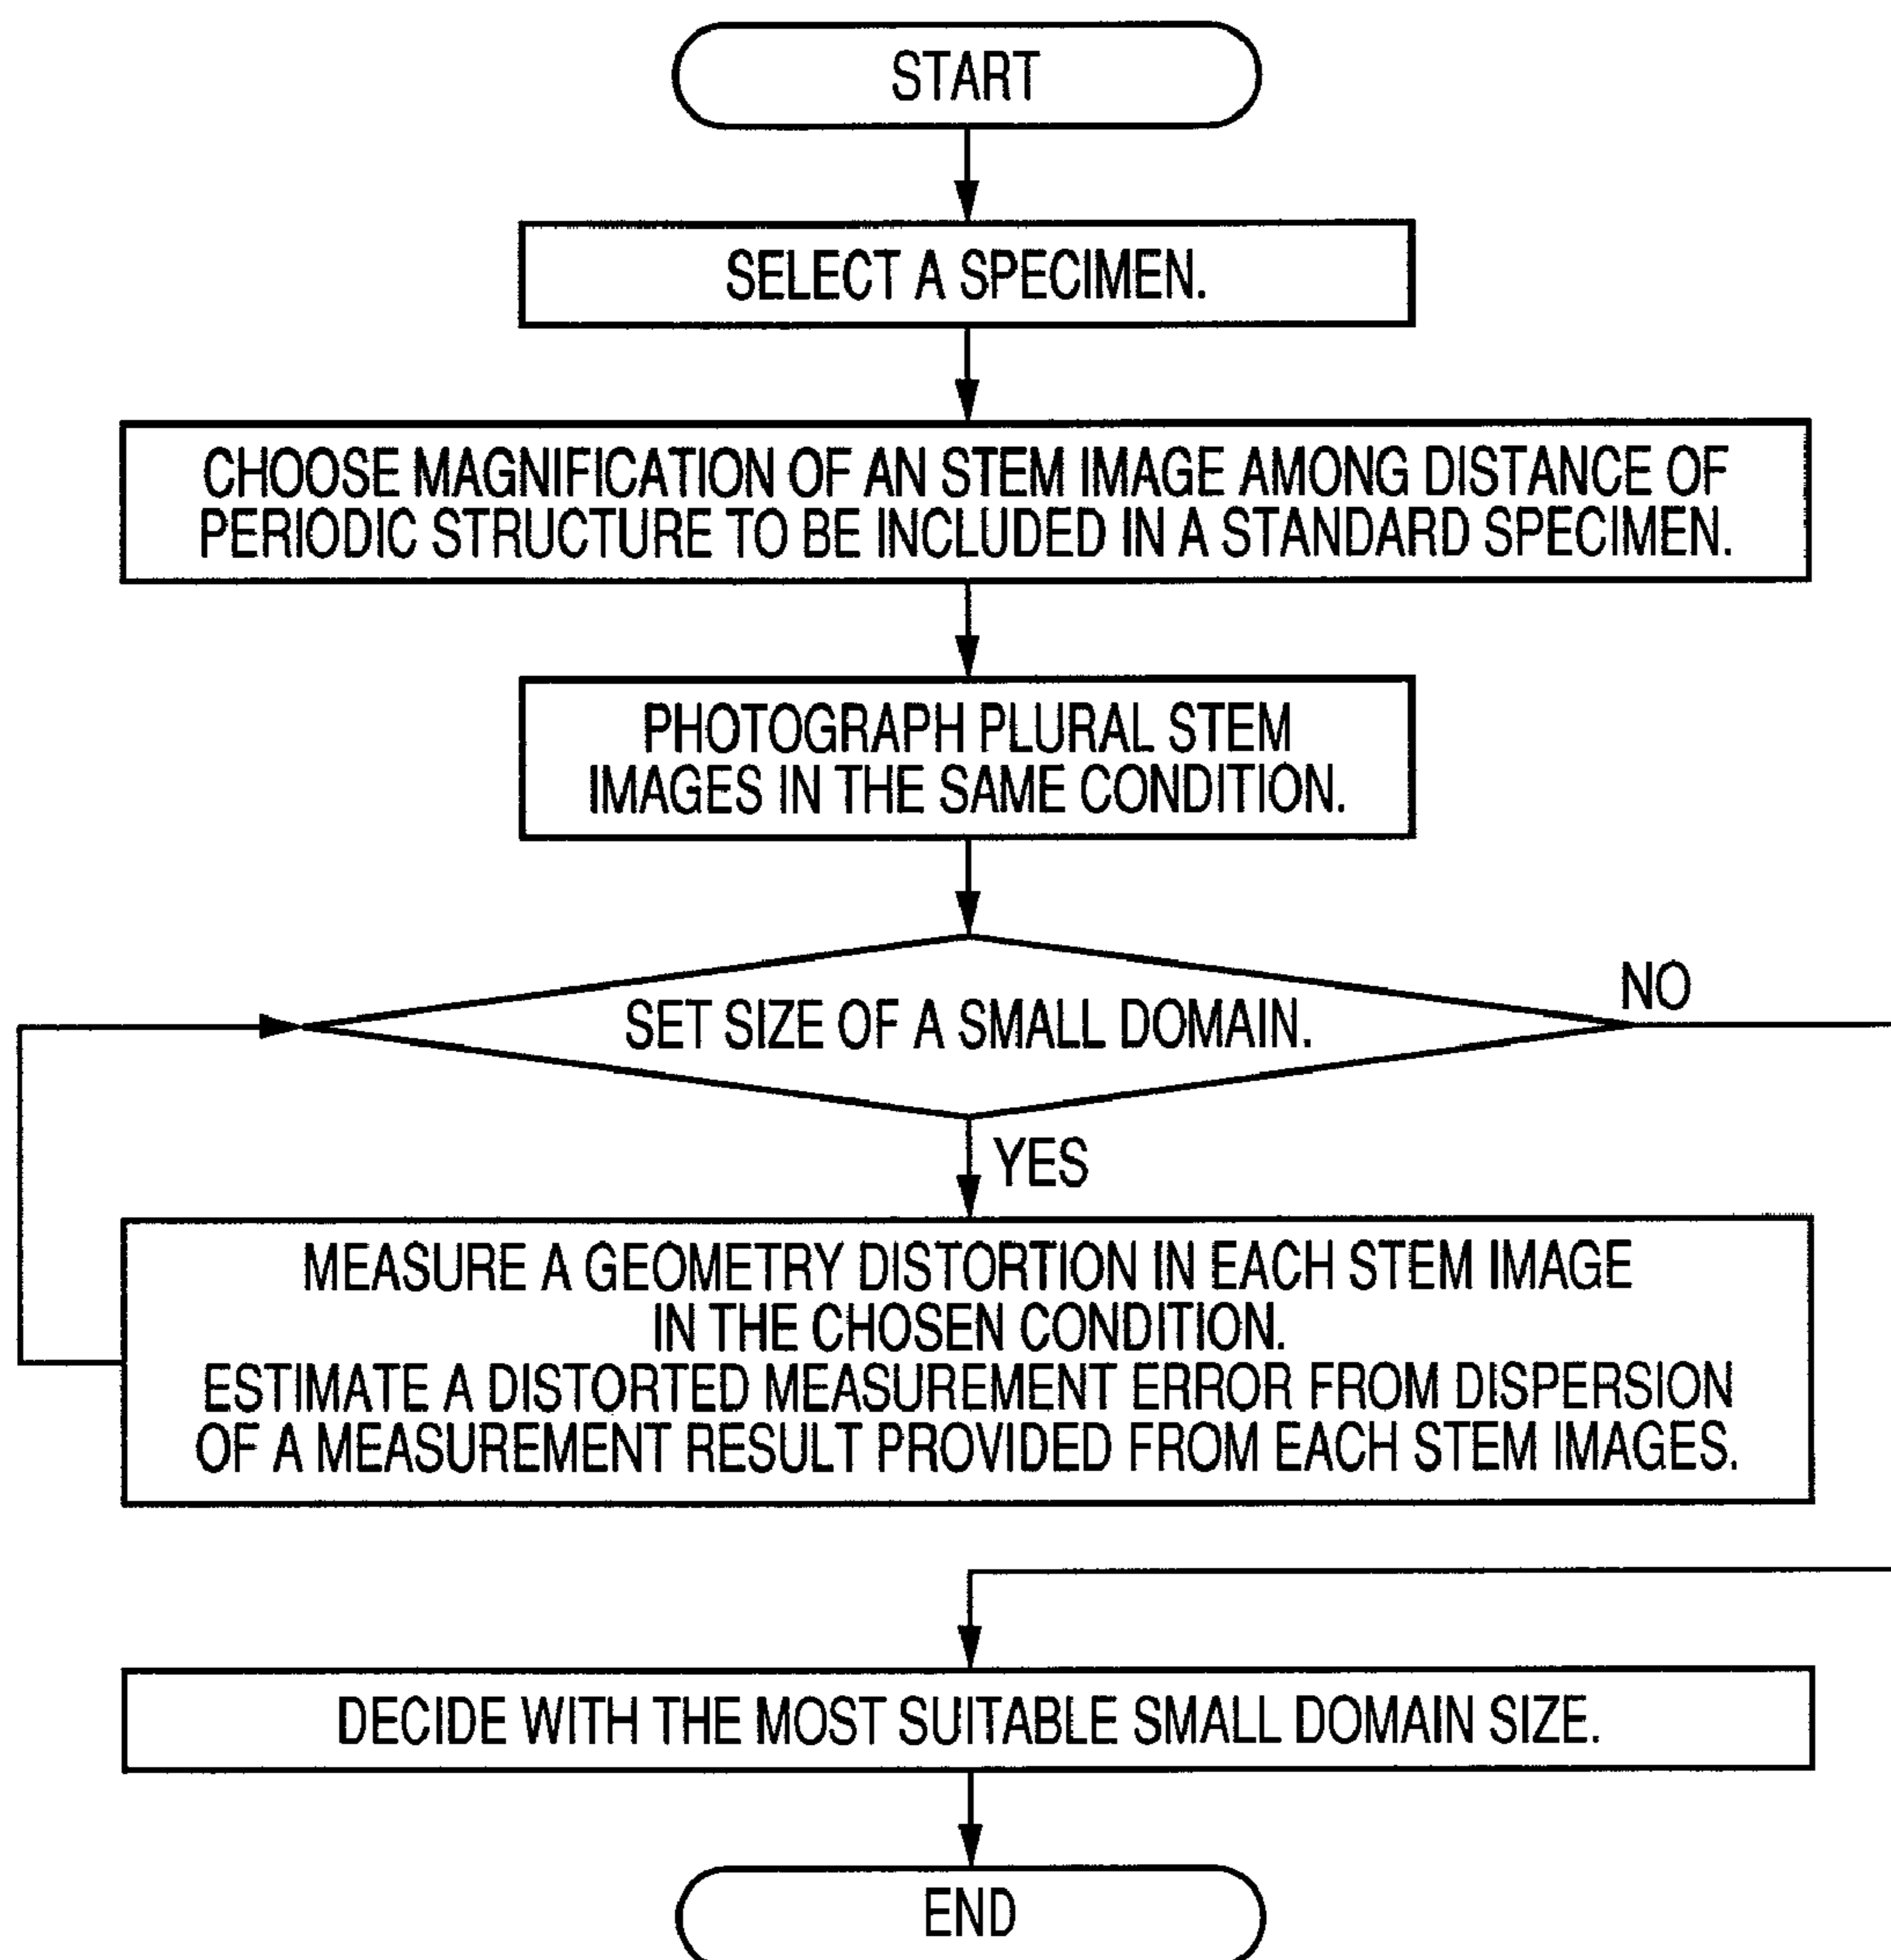 START
SELECT A SPECIMEN.
CHOOSE MAGNIFICATION OF AN STEM IMAGE AMONG DISTANCE OF
PERIODIC STRUCTURE TO BE INCLUDED IN A STANDARD SPECIMEN.
PHOTOGRAPH PLURAL STEM
IMAGES IN THE SAME CONDITION.
SET SIZE OF A SMALL DOMAIN.
NO
YES
MEASURE A GEOMETRY DISTORTION IN EACH STEM IMAGE
IN THE CHOSEN CONDITION.
ESTIMATE A DISTORTED MEASUREMENT ERROR FROM DISPERSION
OF A MEASUREMENT RESULT PROVIDED FROM EACH STEM IMAGES.
DECIDE WITH THE MOST SUITABLE SMALL DOMAIN SIZE.
END